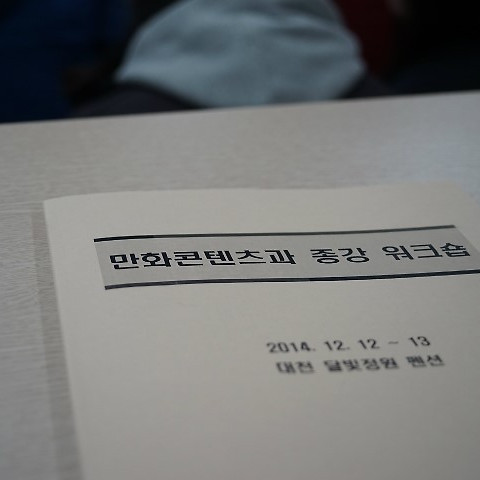 만화콘텐츠과 종강 워크숍
2014. 12. 12 ~ 13
대천 달빛정원 펜션